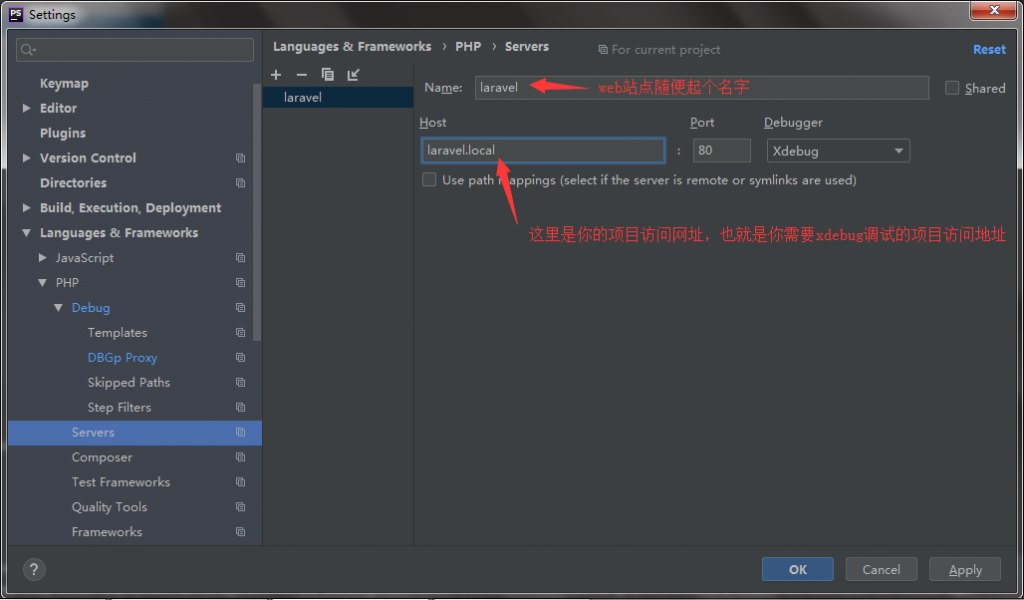 PS Settings
Languages & Frameworks › PHP › Servers For current project Reset
Keymap
Editor
Plugins
Version Control
Directories
Build, Execution, Deployment
Languages & Frameworks
JavaScript
PHP
Debug
Templates
DBGp Proxy
Skipped Paths
Step Filters
Servers
Composer
Test Frameworks
Quality Tools
Frameworks
laravel
Name: laravel web站点随便起个名字 Shared
Host Port Debugger
laravel.local : 80 Xdebug
Use path mappings (select if the server is remote or symlinks are used)
这里是你的项目访问网址，也就是你需要xdebug调试的项目访问地址
? OK Cancel Apply